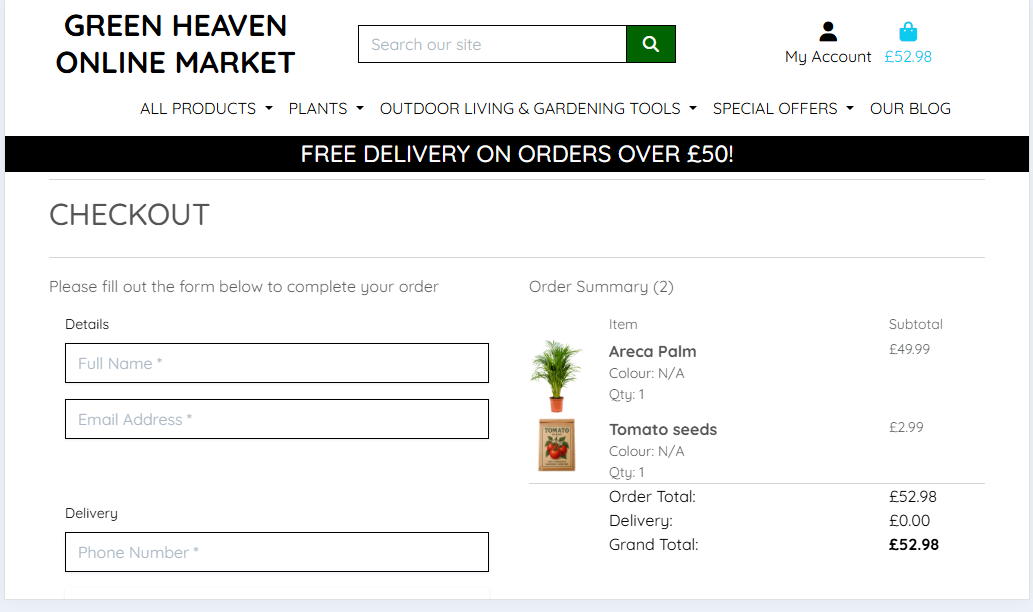 GREEN HEAVEN
ONLINE MARKET
Search our site
My Account
£52.98
ALL PRODUCTS
PLANTS
OUTDOOR LIVING & GARDENING TOOLS
SPECIAL OFFERS
OUR BLOG
FREE DELIVERY ON ORDERS OVER £50!
CHECKOUT
Please fill out the form below to complete your order
Details
Full Name *
Email Address *
Delivery
Phone Number *
Order Summary (2)
Item Subtotal
Areca Palm £49.99
Colour: N/A
Qty: 1
TOMATO
Tomato seeds £2.99
Colour: N/A
Qty: 1
Order Total: £52.98
Delivery: £0.00
Grand Total: £52.98